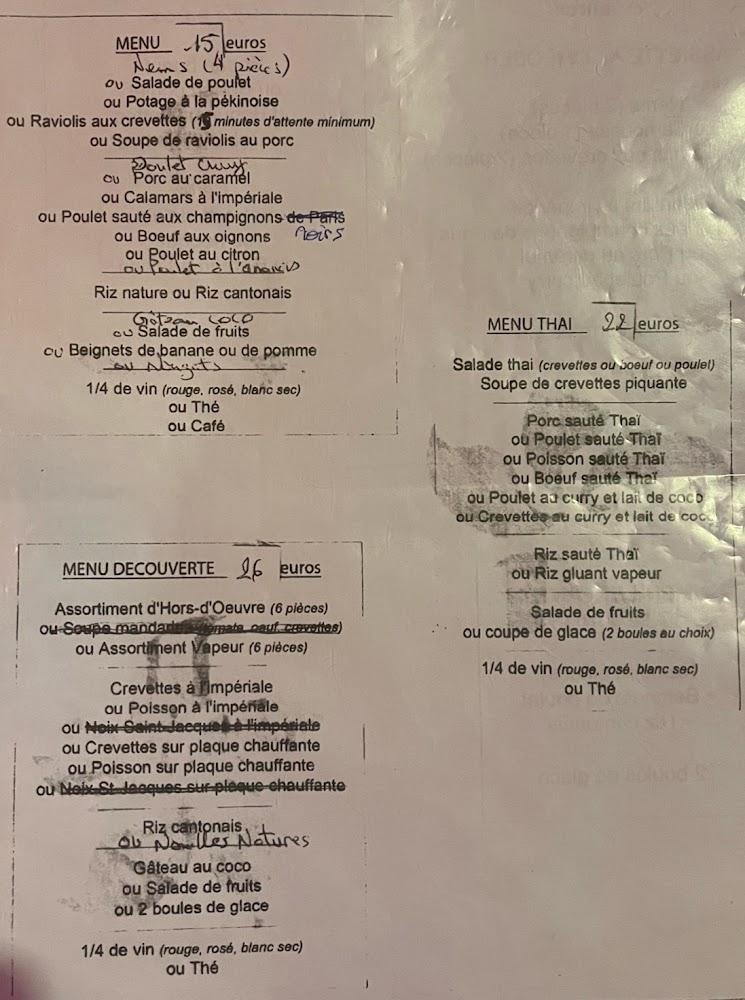 MENU 15 euros
Nems (4 pièces)
ou Salade de poulet
ou Potage à la pékinoise
ou Raviolis aux crevettes (15 minutes d'attente minimum)
ou Soupe de raviolis au porc
Poulet Curry
ou Porc au caramel
ou Calamars à l'impériale
ou Poulet sauté aux champignons de Paris
noirs
ou Boeuf aux oignons
ou Poulet au citron
ou Poulet à l'ananas
Riz nature ou Riz cantonais
Gâteau coco
ou Salade de fruits
ou Beignets de banane ou de pomme
ou Nougats
1/4 de vin (rouge, rosé, blanc sec)
ou Thé
ou Café
MENU THAI 22 euros
Salade thai (crevettes ou boeuf ou poulet)
Soupe de crevettes piquante
Porc sauté Thaï
ou Poulet sauté Thaï
ou Poisson sauté Thaï
ou Boeuf sauté Thaï
ou Poulet au curry et lait de coco
ou Crevettes au curry et lait de coc
Riz sauté Thaï
ou Riz gluant vapeur
Salade de fruits
ou coupe de glace (2 boules au choix)
1/4 de vin (rouge, rosé, blanc sec)
ou Thé
MENU DECOUVERTE 26 euros
Assortiment d'Hors-d'Oeuvre (6 pièces)
ou Soupe mandarin (tomate, oeuf, crevettes)
ou Assortiment Vapeur (6 pièces)
Crevettes à l'impériale
ou Poisson à l'impériale
ou Noix Saint-Jacques à l'impériale
ou Crevettes sur plaque chauffante
ou Poisson sur plaque chauffante
ou Noix St-Jacques sur plaque chauffante
Riz cantonais
ou Nouilles Natures
Gâteau au coco
ou Salade de fruits
ou 2 boules de glace
1/4 de vin (rouge, rosé, blanc sec)
ou Thé